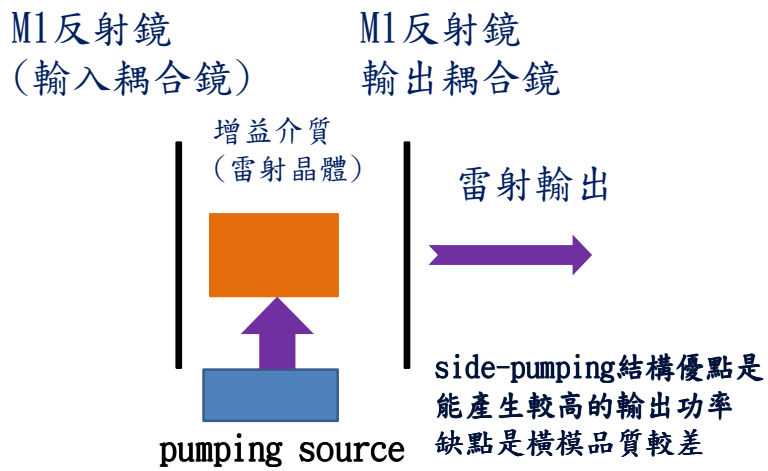 M1反射鏡
(輸入耦合鏡)
M1反射鏡
輸出耦合鏡
增益介質
(雷射晶體)
雷射輸出
side-pumping結構優點是
能產生較高的輸出功率
缺點是橫模品質較差
pumping source